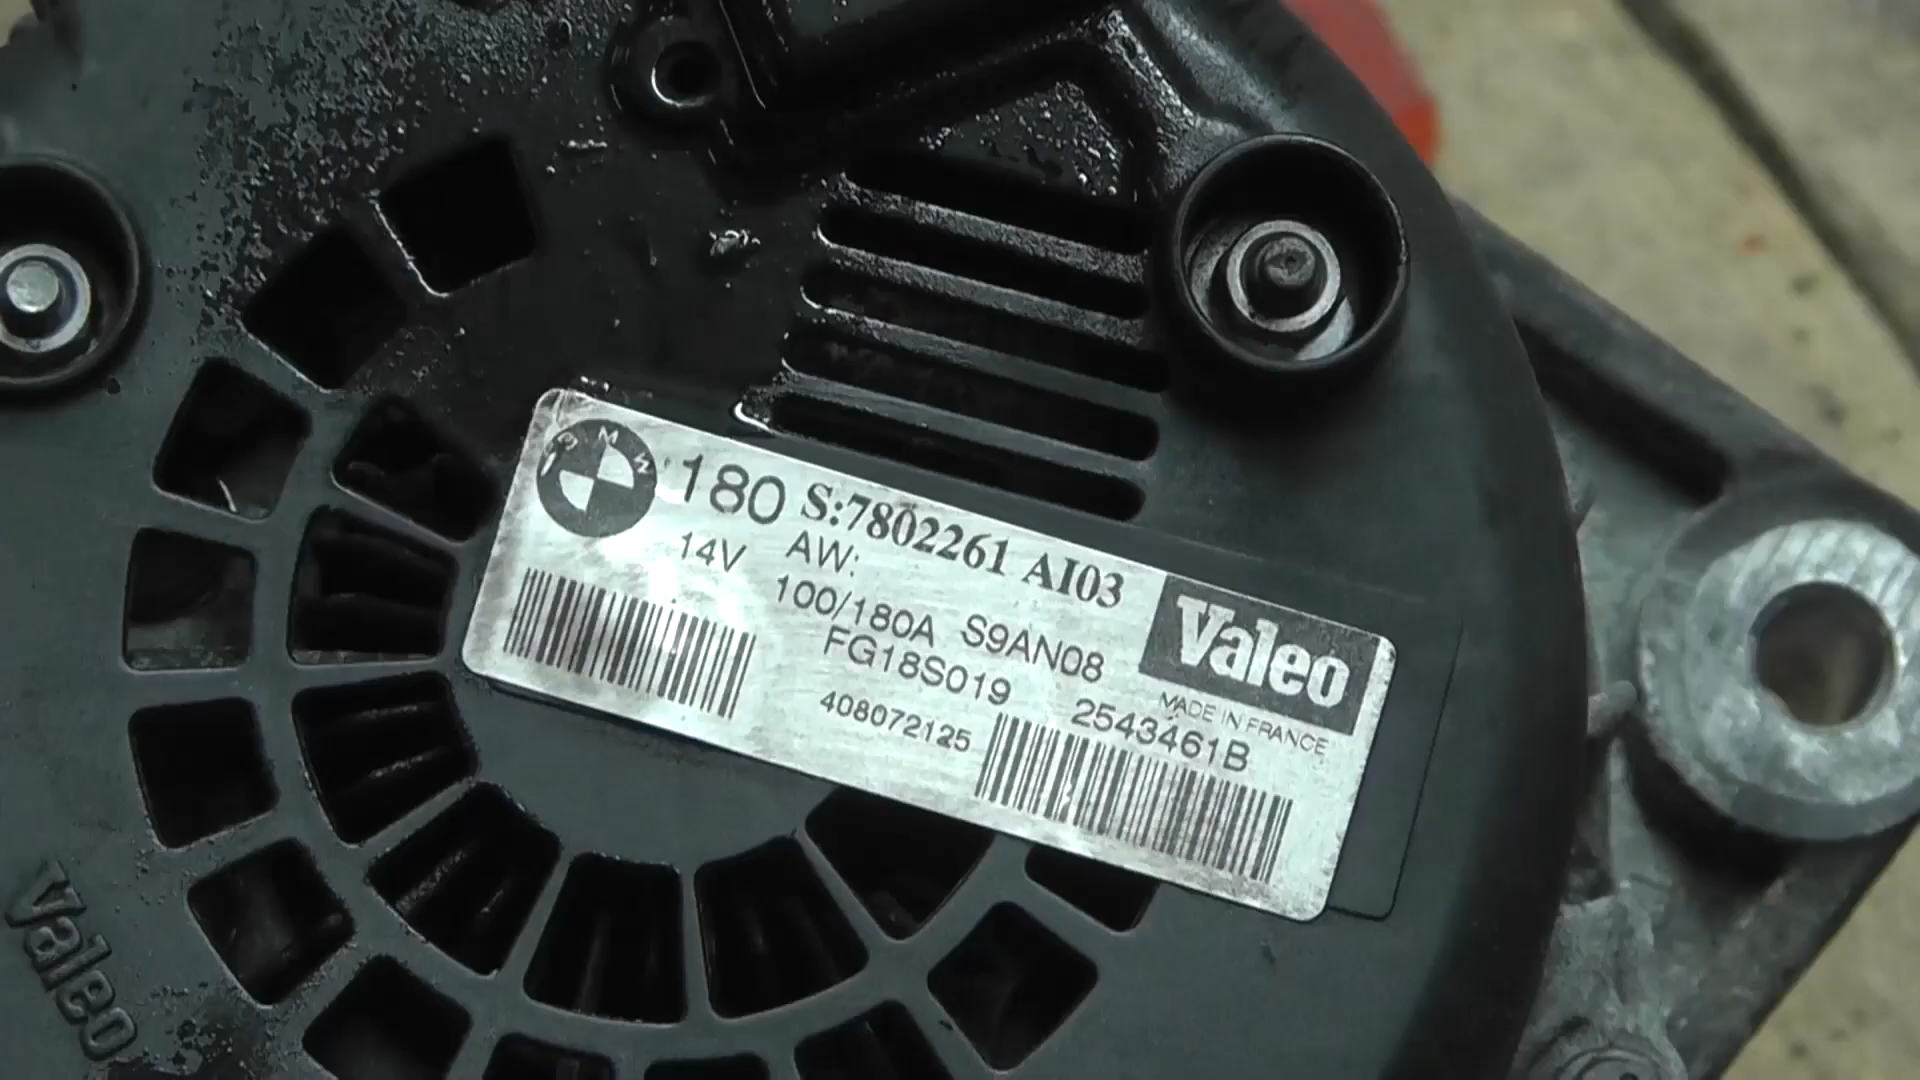 BMW
180 S:7802261 AI03
14V AW:
100/180A S9AN08
FG18S019
408072125
2543461B
Valeo
MADE IN FRANCE
Valeo